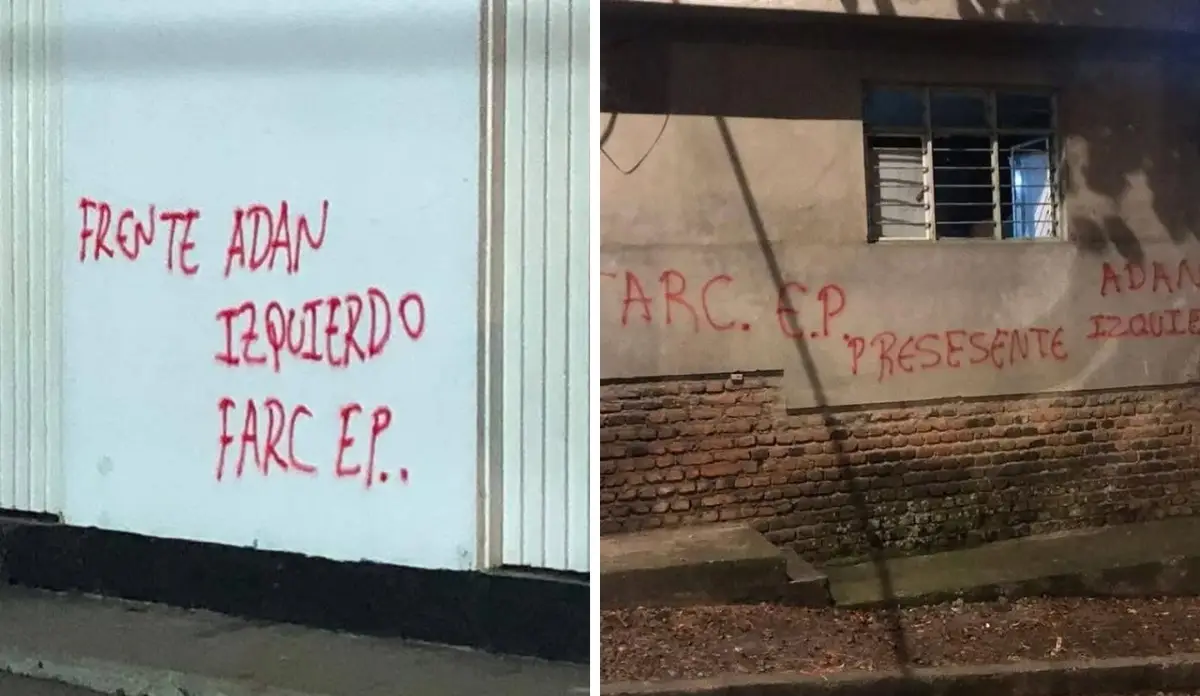 FRENTE ADAN
IZQUIERDO
FARC EP..
FARC. E.P.
PRESESENTE
ADAN
IZQUIE